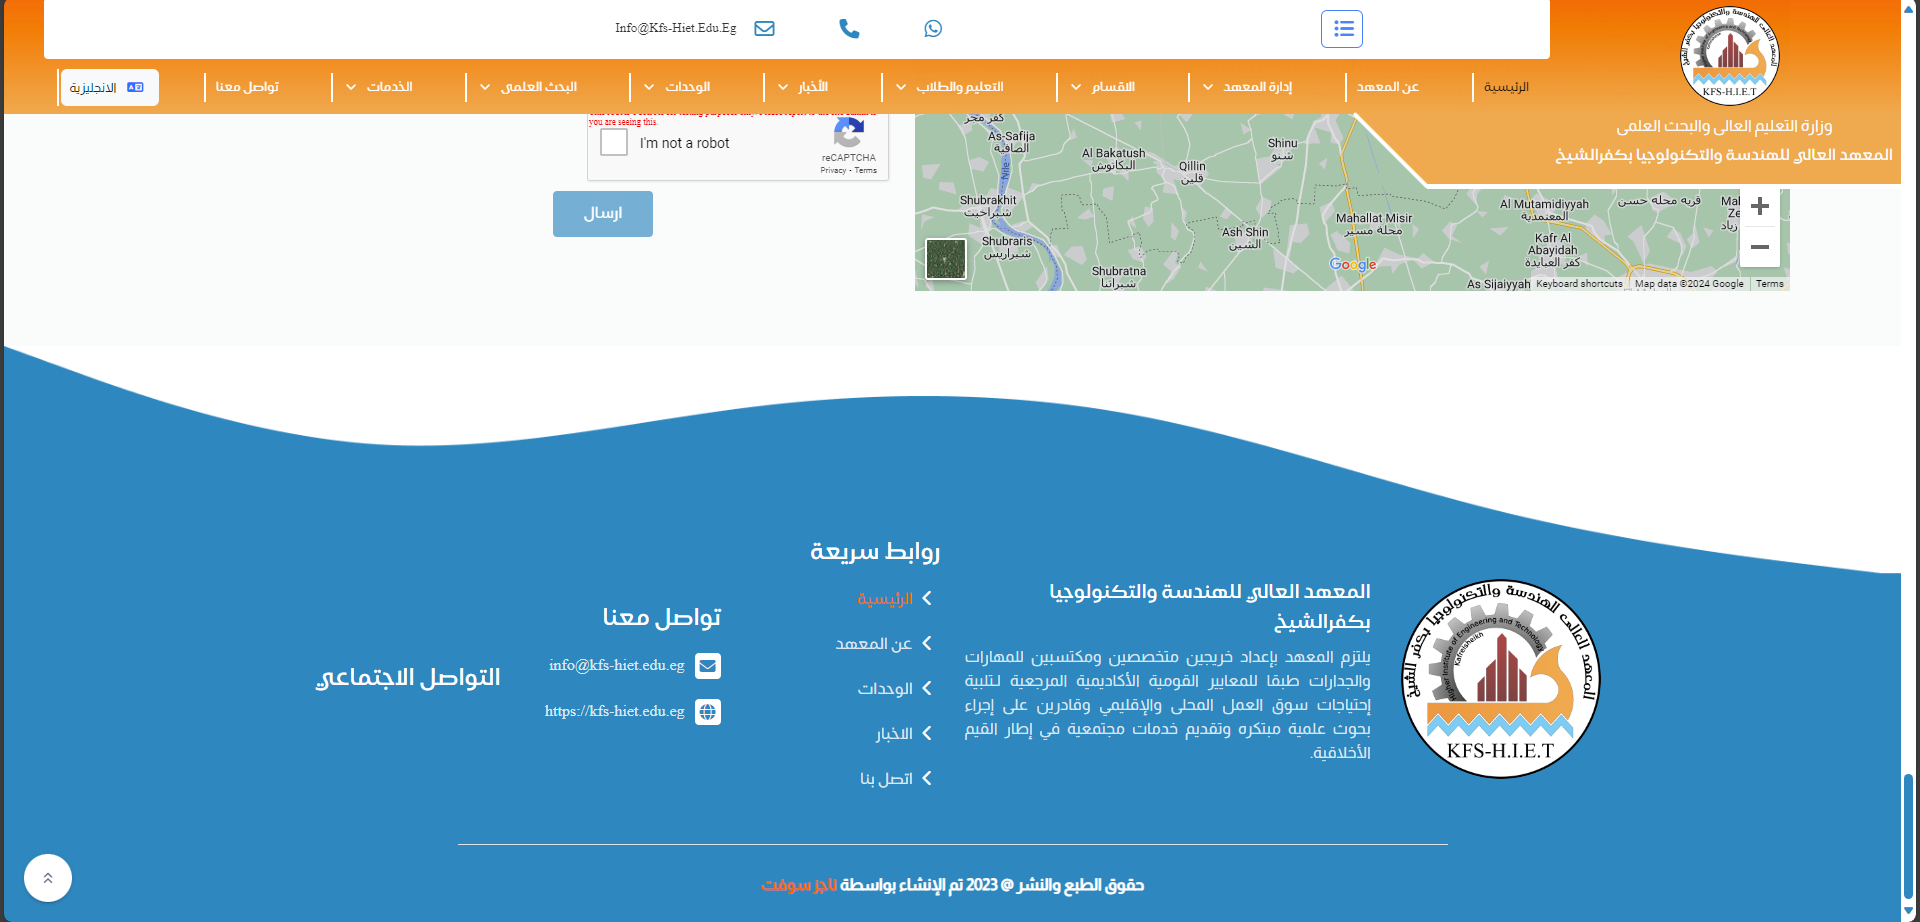 Info@Kfs-Hiet.Edu.Eg
الرئيسية
عن المعهد
إدارة المعهد
الاقسام
التعليم والطلاب
الأخبار
الوحدات
البحث العلمى
الخدمات
تواصل معنا
الانجليزية
KFS-H.I.E.T
وزارة التعليم العالى والبحث العلمى
المعهد العالي للهندسة والتكنولوجيا بكفرالشيخ
you are seeing this.
I'm not a robot
reCAPTCHA
Privacy - Terms
ارسال
As-Safija
الصافية
Al Bakatush
البكاتوش
Qillin
قلين
Shinu
شنو
Nile
Shubrakhit
شبراخيت
Shubraris
شبراريس
Shubratna
شبراتنا
Ash Shin
الشين
Mahallat Misir
محلة مسير
Al Mutamidiyyah
المعتمدية
قرية محله حسن
Kafr Al
Abayidah
كفر العبايدة
As Sijaiyyah
Google
Keyboard shortcuts
Map data ©2024 Google
Terms
المعهد العالى للهندسة والتكنولوجيا بكفر الشيخ
Higher Institute of Engineering and Technology
Kafrelsheikh
KFS-H.I.E.T
المعهد العالي للهندسة والتكنولوجيا
بكفرالشيخ
يلتزم المعهد بإعداد خريجين متخصصين ومكتسبين للمهارات
والجدارات طبقا للمعايير القومية الأكاديمية المرجعية لـتلبية
إحتياجات سوق العمل المحلى والإقليمي وقادرين على إجراء
بحوث علمية مبتكره وتقديم خدمات مجتمعية في إطار القيم
الأخلاقية.
روابط سريعة
الرئيسية
عن المعهد
الوحدات
الاخبار
اتصل بنا
تواصل معنا
info@kfs-hiet.edu.eg
https://kfs-hiet.edu.eg
التواصل الاجتماعي
حقوق الطبع والنشر @ 2023 تم الإنشاء بواسطة ناجز سوفت